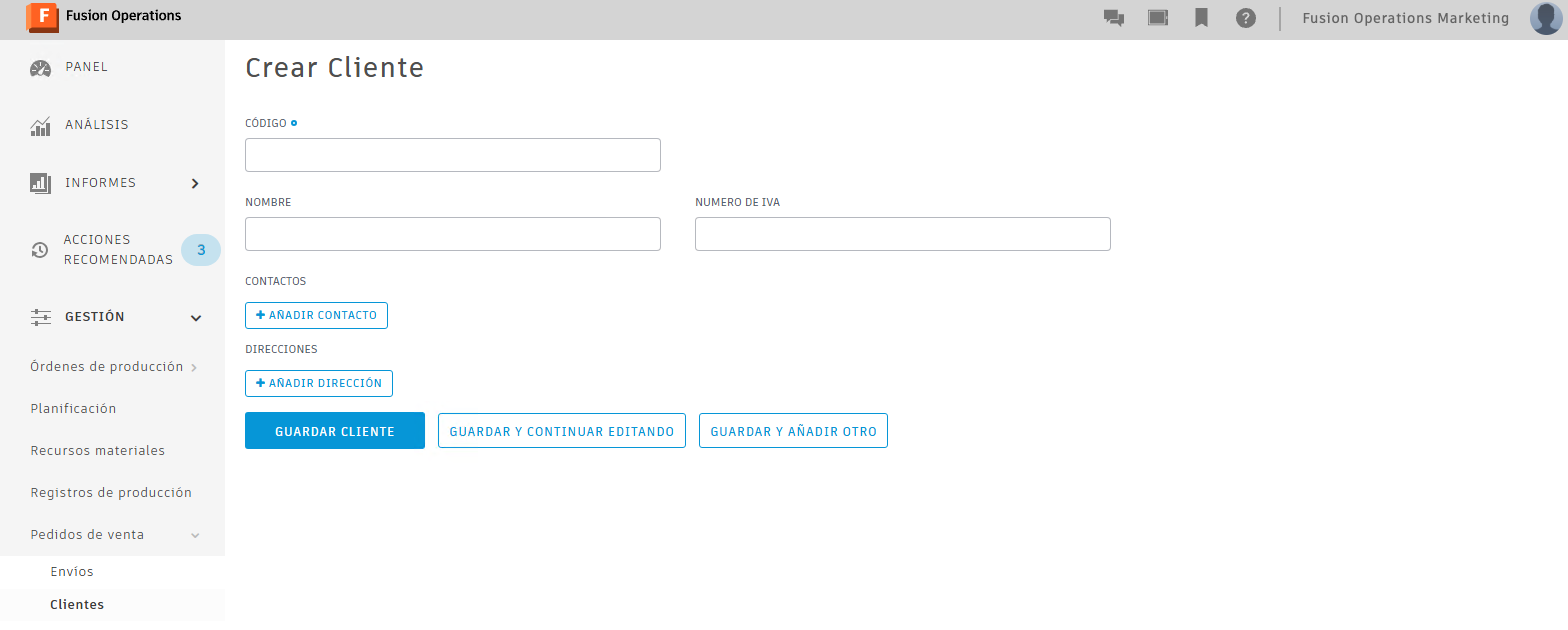 F Fusion Operations
? Fusion Operations Marketing
PANEL
ANÁLISIS
INFORMES
ACCIONES
RECOMENDADAS
3
GESTIÓN
Órdenes de producción
Planificación
Recursos materiales
Registros de producción
Pedidos de venta
Envíos
Clientes
Crear Cliente
CÓDIGO
NOMBRE
NUMERO DE IVA
CONTACTOS
+ AÑADIR CONTACTO
DIRECCIONES
+ AÑADIR DIRECCIÓN
GUARDAR CLIENTE
GUARDAR Y CONTINUAR EDITANDO
GUARDAR Y AÑADIR OTRO